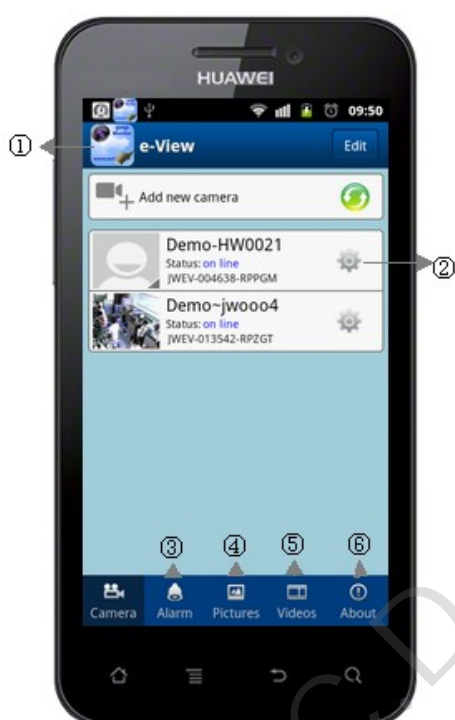 HUAWEI
09:50
① e-View Edit
Add new camera
Demo-HW0021
Status: on line
JWEV-004638-RPPGM
②
Demo~jwooo4
Status: on line
JWEV-013542-RPZGT
③ ④ ⑤ ⑥
Camera Alarm Pictures Videos About